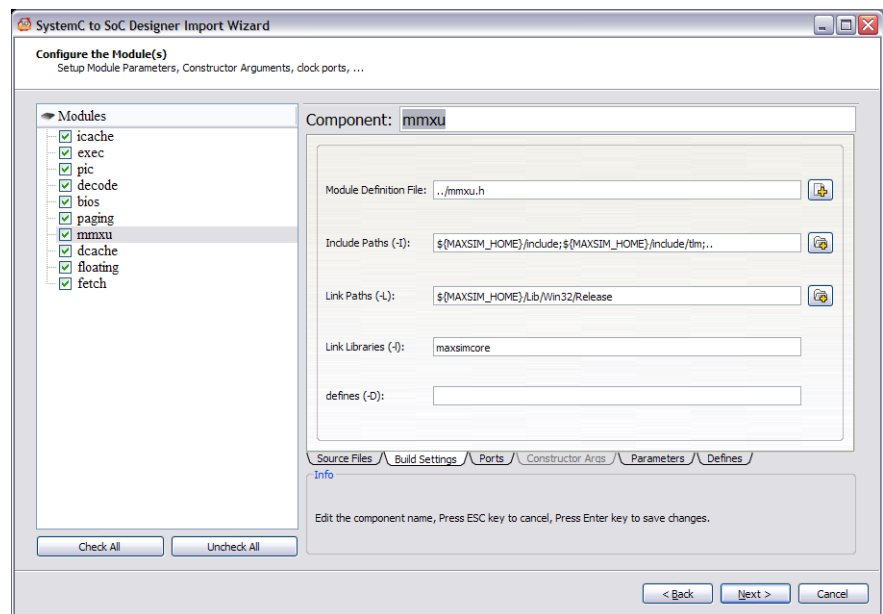 SystemC to SoC Designer Import Wizard
Configure the Module(s)
Setup Module Parameters, Constructor Arguments, clock ports, ...
Modules
icache
exec
pic
decode
bios
paging
mmxu
dcache
floating
fetch
Check All
Uncheck All
Component: mmxu
Module Definition File: ../mmxu.h
Include Paths (-I): ${MAXSIM_HOME}/include;${MAXSIM_HOME}/include/tlm;..
Link Paths (-L): ${MAXSIM_HOME}/Lib/Win32/Release
Link Libraries (-l): maxsimcore
defines (-D):
Source Files Build Settings Ports Constructor Args Parameters Defines
Info
Edit the component name, Press ESC key to cancel, Press Enter key to save changes.
< Back Next > Cancel